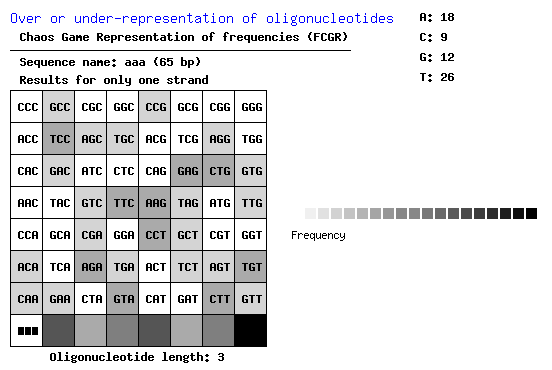 Over or under-representation of oligonucleotides
Chaos Game Representation of frequencies (FCGR)
Sequence name: aaa (65 bp)
Results for only one strand
A: 18
C: 9
G: 12
T: 26
CCC GCC CGC GGC CCG GCG CGG GGG
ACC TCC AGC TGC ACG TCG AGG TGG
CAC GAC ATC CTC CAG GAG CTG GTG
AAC TAC GTC TTC AAG TAG ATG TTG
CCA GCA CGA GGA CCT GCT CGT GGT
ACA TCA AGA TGA ACT TCT AGT TGT
CAA GAA CTA GTA CAT GAT CTT GTT
Frequency
Oligonucleotide length: 3